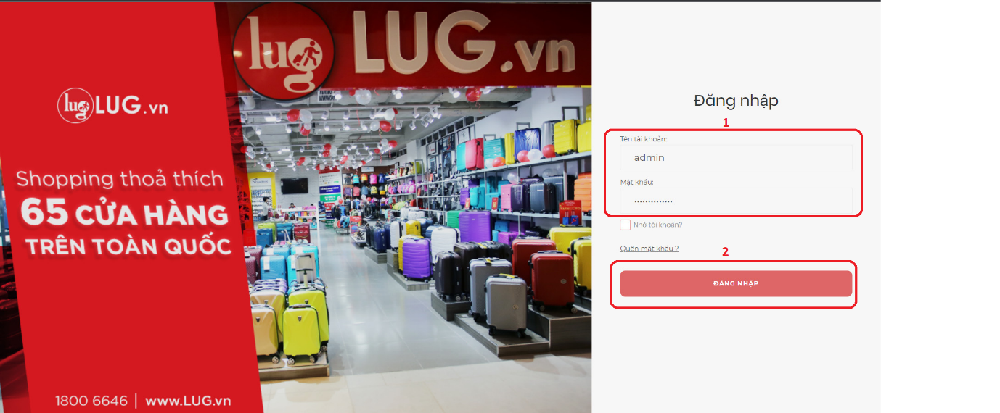 lug
LUG.vn
lug LUG.vn
Shopping thoả thích
65 CỬA HÀNG
TRÊN TOÀN QUỐC
1800 6646 | www.LUG.vn
Đăng nhập
1
Tên tài khoản:
admin
Mật khẩu:
••••••••••••••
Nhớ tài khoản?
Quên mật khẩu ?
2
ĐĂNG NHẬP